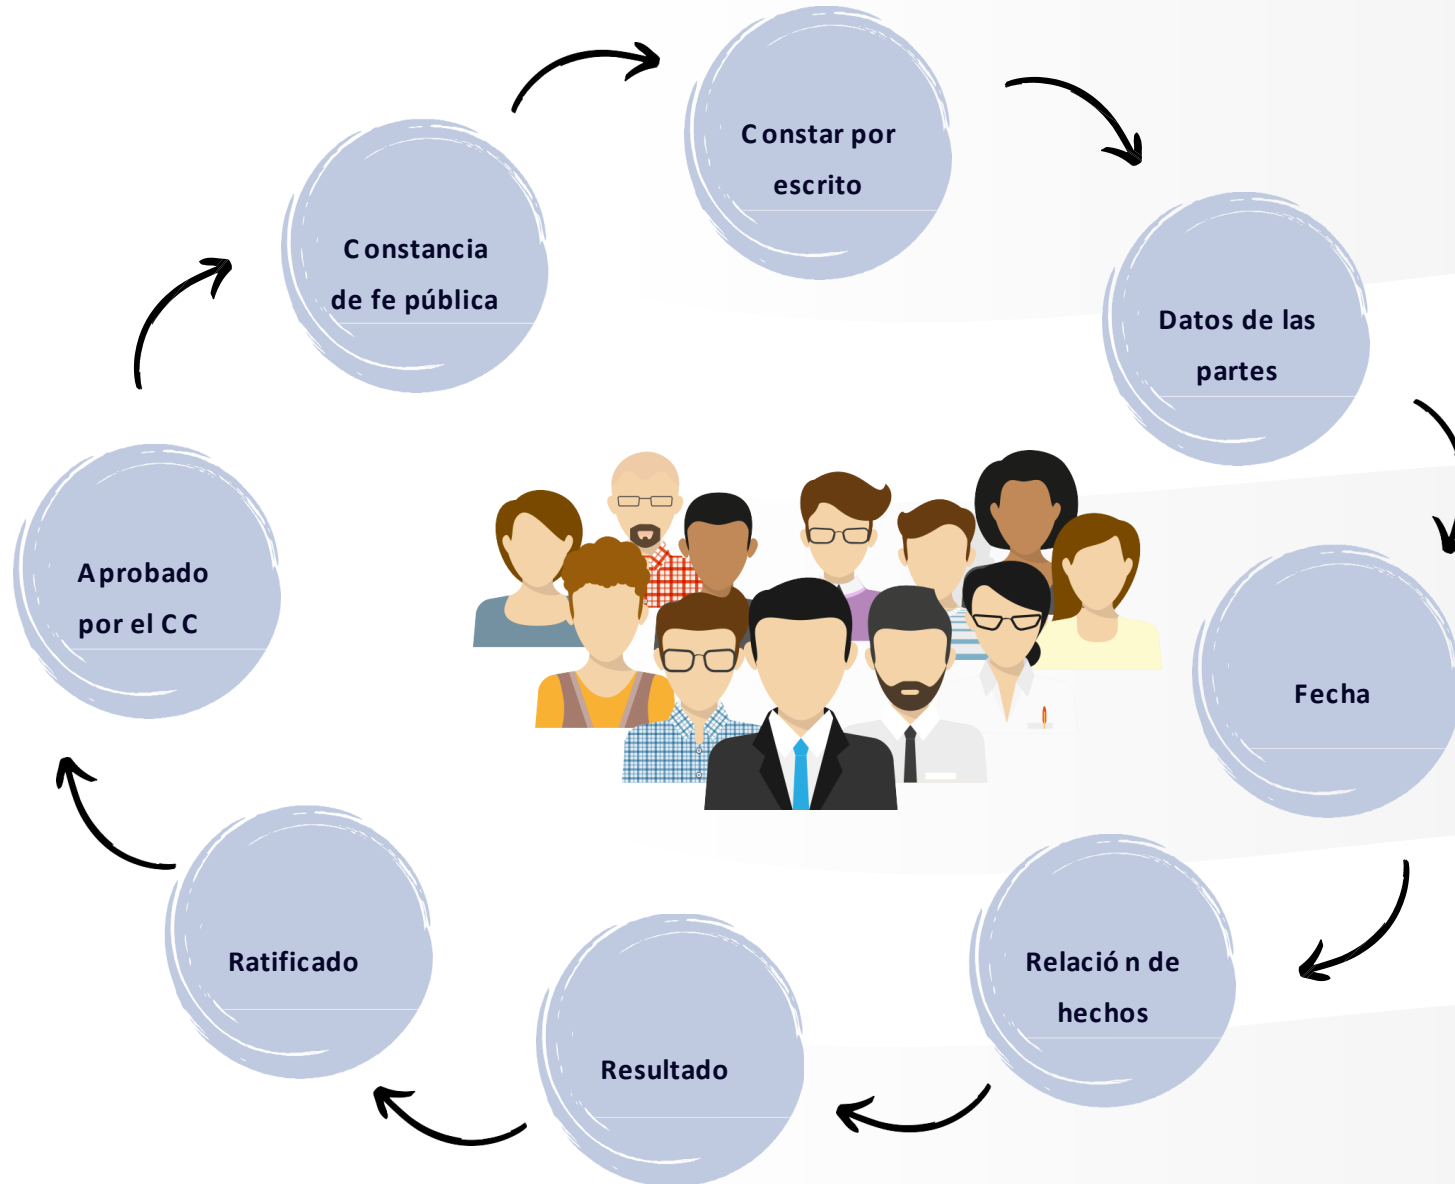 Constar por
escrito
Datos de las
partes
Fecha
Relación de
hechos
Resultado
Ratificado
Aprobado
por el CC
Constancia
de fe pública